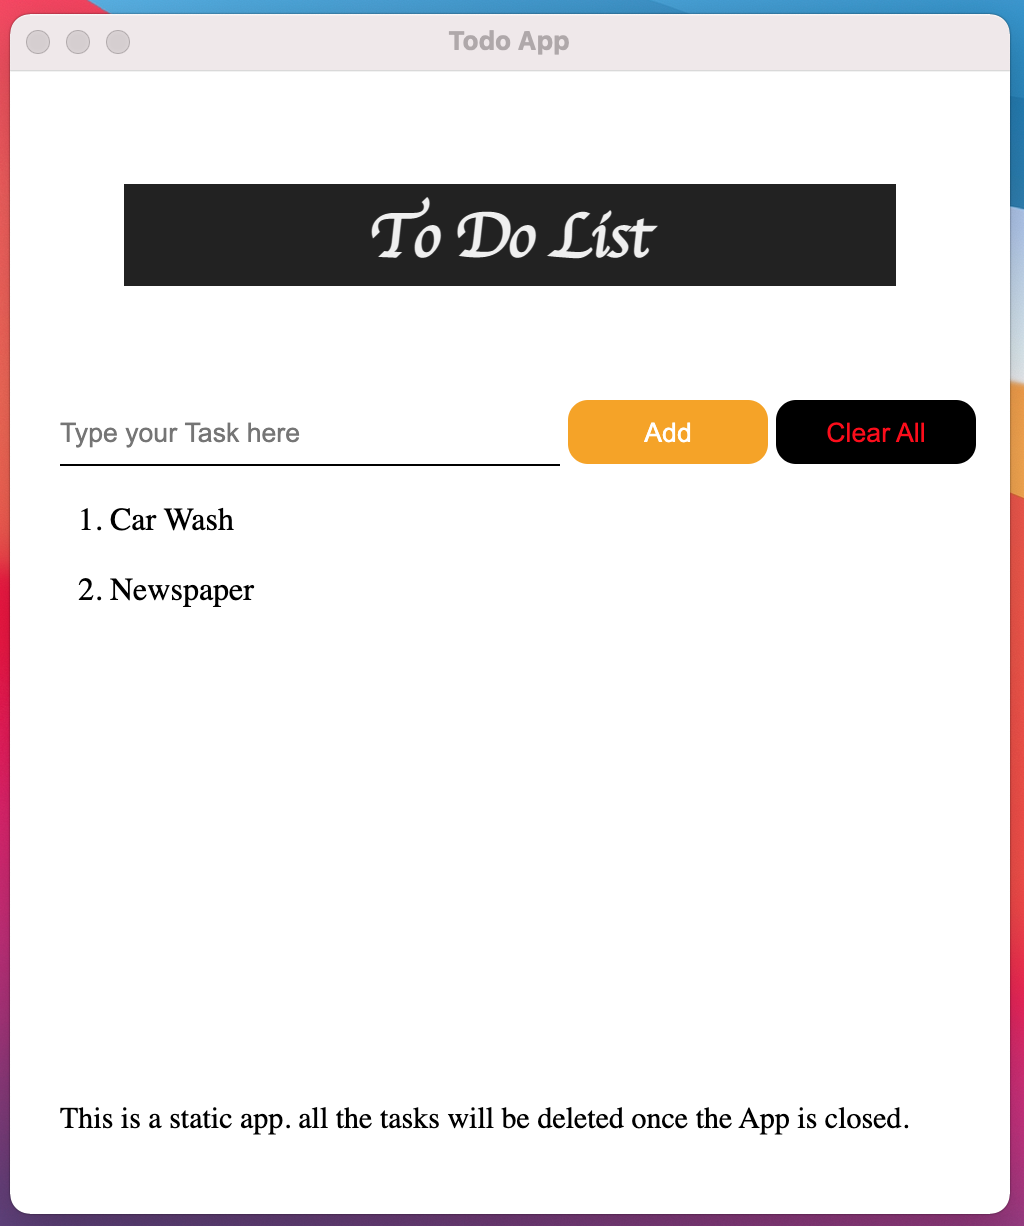 Todo App
To Do List
Type your Task here
Add
Clear All
1. Car Wash
2. Newspaper
This is a static app. all the tasks will be deleted once the App is closed.